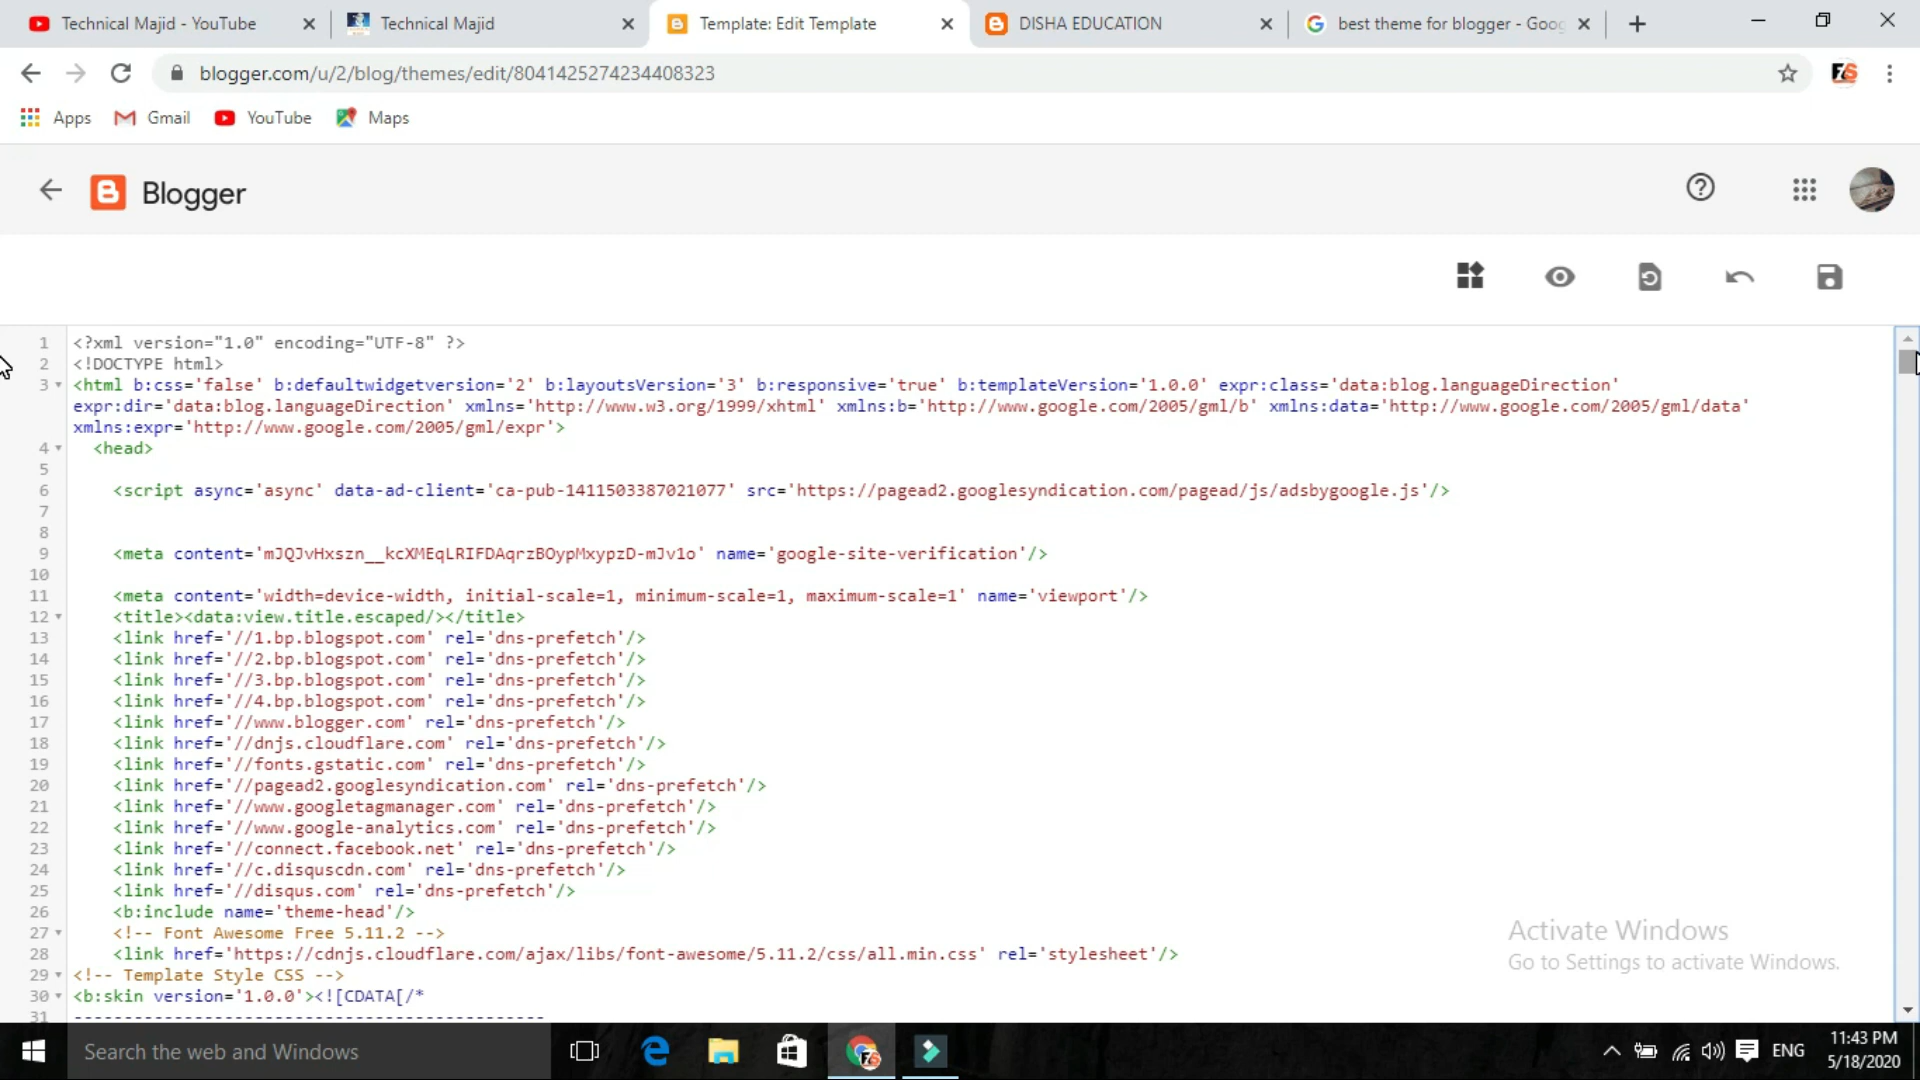 Technical Majid - YouTube
Technical Majid
Template: Edit Template
DISHA EDUCATION
best theme for blogger - Goog
blogger.com/u/2/blog/themes/edit/8041425274234408323
Apps
Gmail
YouTube
Maps
Blogger
1 <?xml version="1.0" encoding="UTF-8" ?>
2 <!DOCTYPE html>
3 <html b:css='false' b:defaultwidgetversion='2' b:layoutsVersion='3' b:responsive='true' b:templateVersion='1.0.0' expr:class='data:blog.languageDirection'
expr:dir='data:blog.languageDirection' xmlns='http://www.w3.org/1999/xhtml' xmlns:b='http://www.google.com/2005/gml/b' xmlns:data='http://www.google.com/2005/gml/data'
xmlns:expr='http://www.google.com/2005/gml/expr'>
4 <head>
5
6 <script async='async' data-ad-client='ca-pub-1411503387021077' src='https://pagead2.googlesyndication.com/pagead/js/adsbygoogle.js'/>
7
8
9 <meta content='mJQJvHxszn__kcXMEqLRIFDAqrzBOypMxypzD-mJv1o' name='google-site-verification'/>
10
11 <meta content='width=device-width, initial-scale=1, minimum-scale=1, maximum-scale=1' name='viewport'/>
12 <title><data:view.title.escaped/></title>
13 <link href='//1.bp.blogspot.com' rel='dns-prefetch'/>
14 <link href='//2.bp.blogspot.com' rel='dns-prefetch'/>
15 <link href='//3.bp.blogspot.com' rel='dns-prefetch'/>
16 <link href='//4.bp.blogspot.com' rel='dns-prefetch'/>
17 <link href='//www.blogger.com' rel='dns-prefetch'/>
18 <link href='//dnjs.cloudflare.com' rel='dns-prefetch'/>
19 <link href='//fonts.gstatic.com' rel='dns-prefetch'/>
20 <link href='//pagead2.googlesyndication.com' rel='dns-prefetch'/>
21 <link href='//www.googletagmanager.com' rel='dns-prefetch'/>
22 <link href='//www.google-analytics.com' rel='dns-prefetch'/>
23 <link href='//connect.facebook.net' rel='dns-prefetch'/>
24 <link href='//c.disquscdn.com' rel='dns-prefetch'/>
25 <link href='//disqus.com' rel='dns-prefetch'/>
26 <b:include name='theme-head'/>
27 <!-- Font Awesome Free 5.11.2 -->
28 <link href='https://cdnjs.cloudflare.com/ajax/libs/font-awesome/5.11.2/css/all.min.css' rel='stylesheet'/>
29 <!-- Template Style CSS -->
30 <b:skin version='1.0.0'><![CDATA[/*
31 -----------------------------------------------
Activate Windows
Go to Settings to activate Windows.
Search the web and Windows
ENG
11:43 PM
5/18/2020